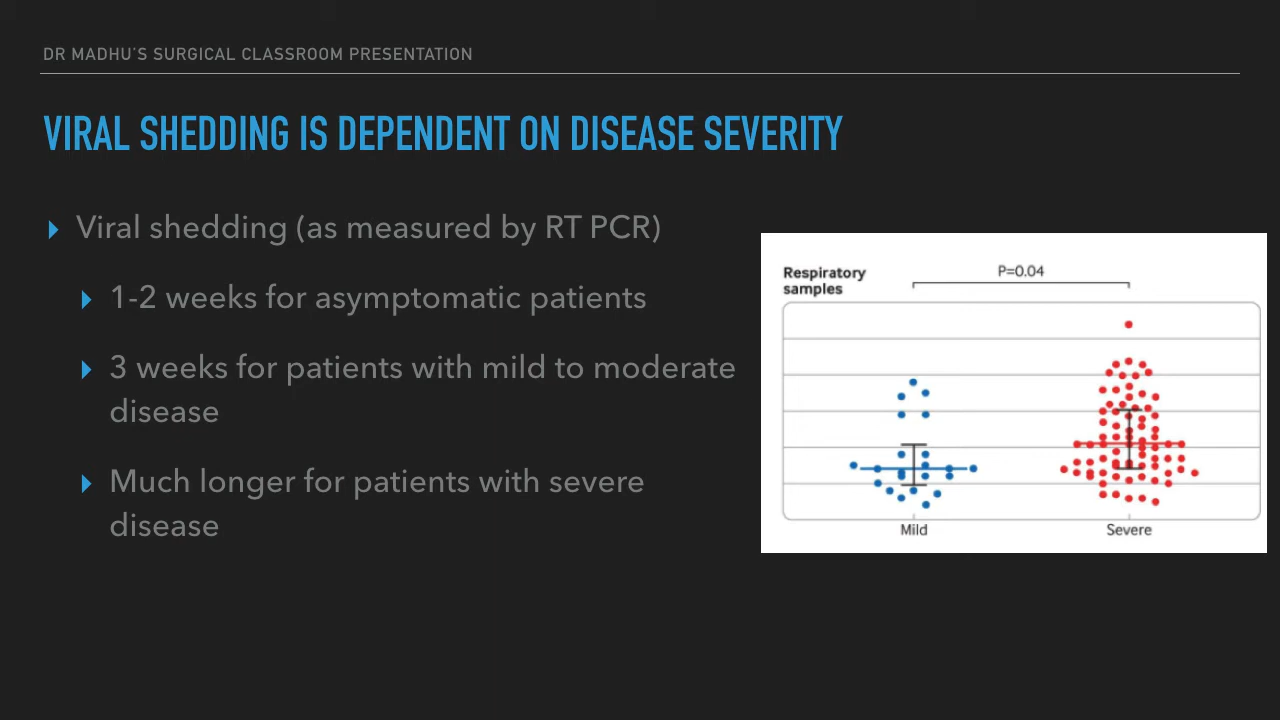 DR MADHU'S SURGICAL CLASSROOM PRESENTATION
VIRAL SHEDDING IS DEPENDENT ON DISEASE SEVERITY
Viral shedding (as measured by RT PCR)
1-2 weeks for asymptomatic patients
3 weeks for patients with mild to moderate
disease
Much longer for patients with severe
disease
Respiratory
samples
P=0.04
Mild
Severe